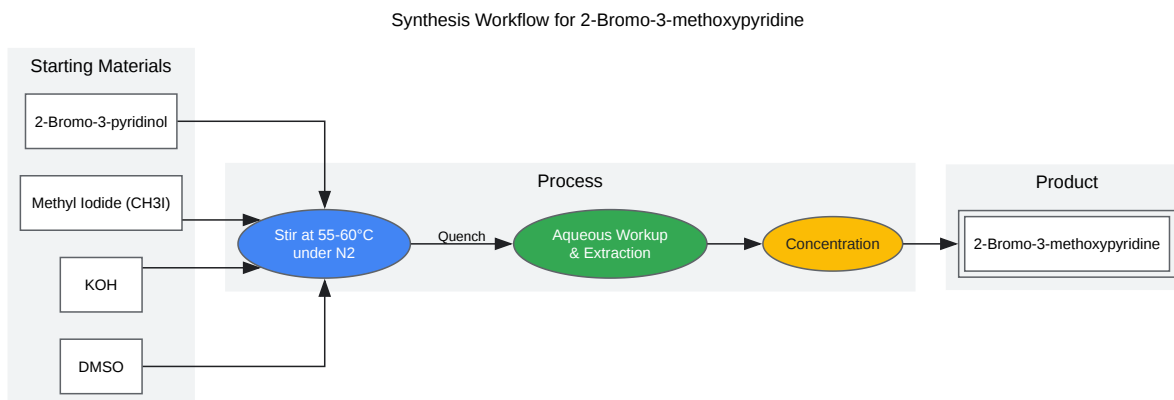 Synthesis Workflow for 2-Bromo-3-methoxypyridine
Starting Materials
2-Bromo-3-pyridinol
Methyl Iodide (CH3I)
KOH
DMSO
Process
Stir at 55-60°C
under N2
Quench
Aqueous Workup
& Extraction
Concentration
Product
2-Bromo-3-methoxypyridine